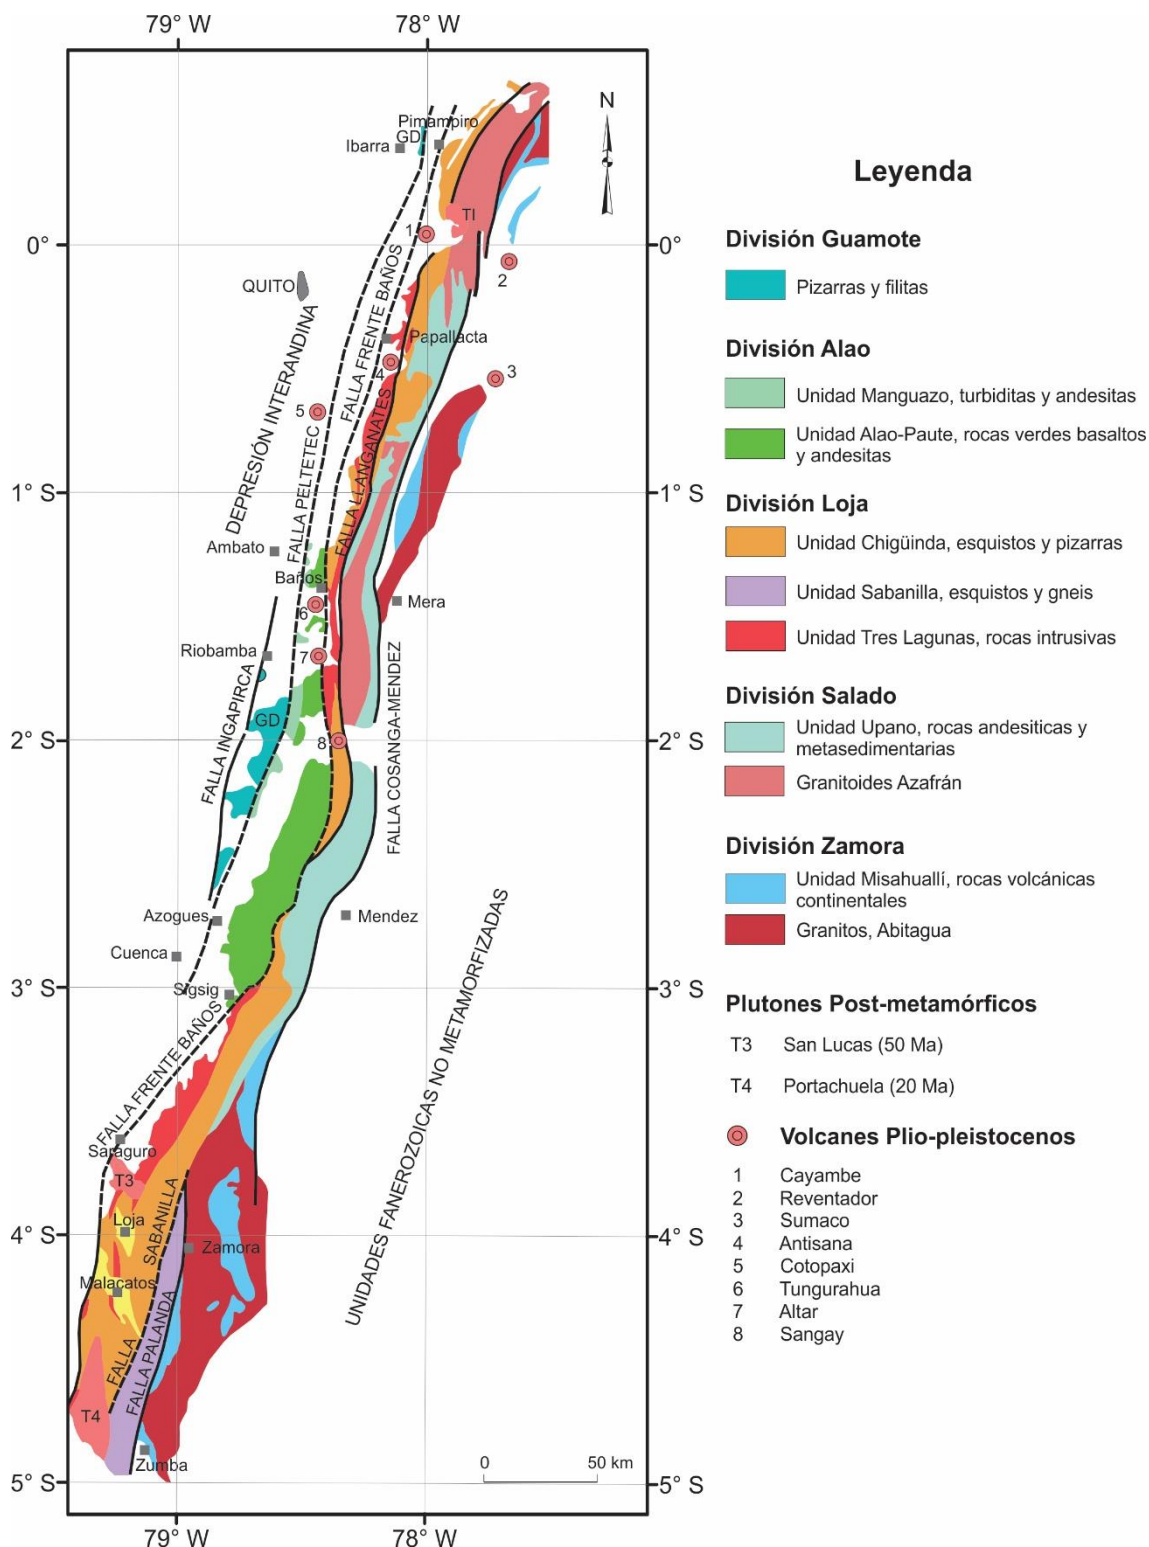 79° W
78° W
N
Pimampiro
GD
Ibarra
TI
1
0°
0°
2
QUITO
FALLA FRENTE BAÑOS
Papallacta
DEPRESIÓN INTERANDINA
4
3
5
FALLA PELTETEC
FALLA LLANGANATES
1° S
1° S
Ambato
Baños
6
Mera
Riobamba
7
FALLA INGAPIRCA
GD
FALLA COSANGA-MENDEZ
2° S
8
2° S
Azogues
Mendez
Cuenca
3° S
Sigsig
3° S
FALLA FRENTE BAÑOS
UNIDADES FANEROZOICAS NO METAMORFIZADAS
Saraguro
T3
Loja
SABANILLA
4° S
Zamora
4° S
Malacatos
FALLA
FALLA PALANDA
T4
Zumba
0
50 km
5° S
5° S
79° W
78° W
Leyenda
División Guamote
Pizarras y filitas
División Alao
Unidad Manguazo, turbiditas y andesitas
Unidad Alao-Paute, rocas verdes basaltos
y andesitas
División Loja
Unidad Chigüinda, esquistos y pizarras
Unidad Sabanilla, esquistos y gneis
Unidad Tres Lagunas, rocas intrusivas
División Salado
Unidad Upano, rocas andesiticas y
metasedimentarias
Granitoides Azafrán
División Zamora
Unidad Misahuallí, rocas volcánicas
continentales
Granitos, Abitagua
Plutones Post-metamórficos
T3 San Lucas (50 Ma)
T4 Portachuela (20 Ma)
Volcanes Plio-pleistocenos
1 Cayambe
2 Reventador
3 Sumaco
4 Antisana
5 Cotopaxi
6 Tungurahua
7 Altar
8 Sangay